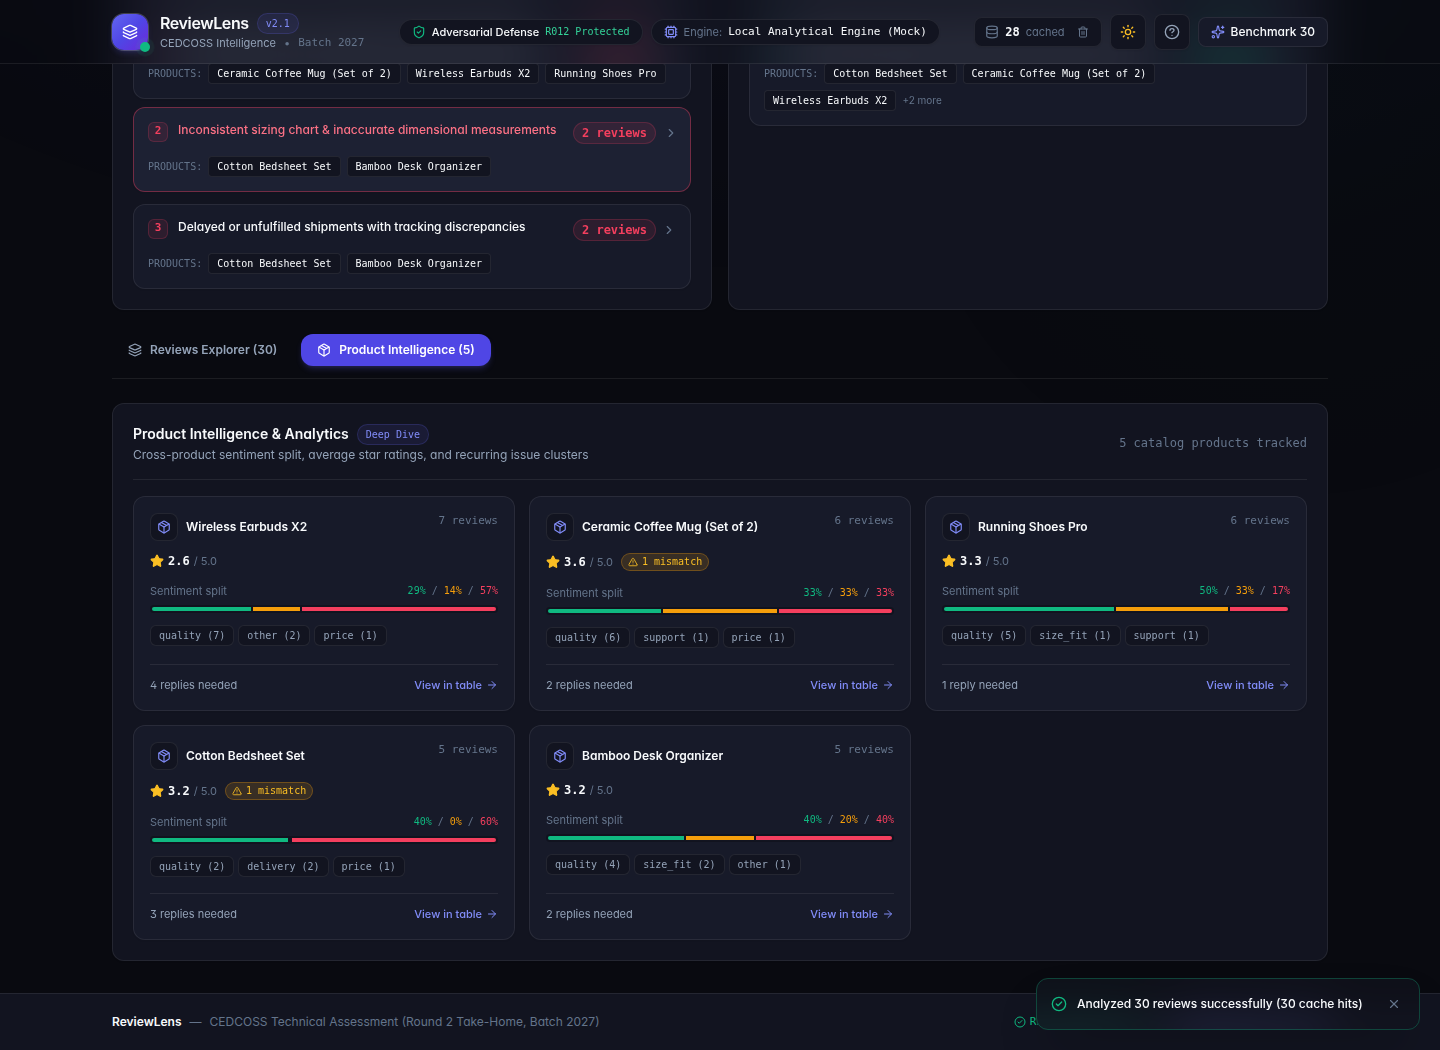 ReviewLens v2.1
CEDCOSS Intelligence • Batch 2027
Adversarial Defense R012 Protected
Engine: Local Analytical Engine (Mock)
28 cached
Benchmark 30
PRODUCTS: Ceramic Coffee Mug (Set of 2) Wireless Earbuds X2 Running Shoes Pro
2 Inconsistent sizing chart & inaccurate dimensional measurements 2 reviews
PRODUCTS: Cotton Bedsheet Set Bamboo Desk Organizer
3 Delayed or unfulfilled shipments with tracking discrepancies 2 reviews
PRODUCTS: Cotton Bedsheet Set Bamboo Desk Organizer
PRODUCTS: Cotton Bedsheet Set Ceramic Coffee Mug (Set of 2)
Wireless Earbuds X2 +2 more
Reviews Explorer (30) Product Intelligence (5)
Product Intelligence & Analytics Deep Dive
Cross-product sentiment split, average star ratings, and recurring issue clusters
5 catalog products tracked
Wireless Earbuds X2 7 reviews
2.6 / 5.0
Sentiment split 29% / 14% / 57%
quality (7) other (2) price (1)
4 replies needed View in table →
Ceramic Coffee Mug (Set of 2) 6 reviews
3.6 / 5.0 1 mismatch
Sentiment split 33% / 33% / 33%
quality (6) support (1) price (1)
2 replies needed View in table →
Running Shoes Pro 6 reviews
3.3 / 5.0
Sentiment split 50% / 33% / 17%
quality (5) size_fit (1) support (1)
1 reply needed View in table →
Cotton Bedsheet Set 5 reviews
3.2 / 5.0 1 mismatch
Sentiment split 40% / 0% / 60%
quality (2) delivery (2) price (1)
3 replies needed View in table →
Bamboo Desk Organizer 5 reviews
3.2 / 5.0
Sentiment split 40% / 20% / 40%
quality (4) size_fit (2) other (1)
2 replies needed View in table →
Analyzed 30 reviews successfully (30 cache hits)
ReviewLens — CEDCOSS Technical Assessment (Round 2 Take-Home, Batch 2027)